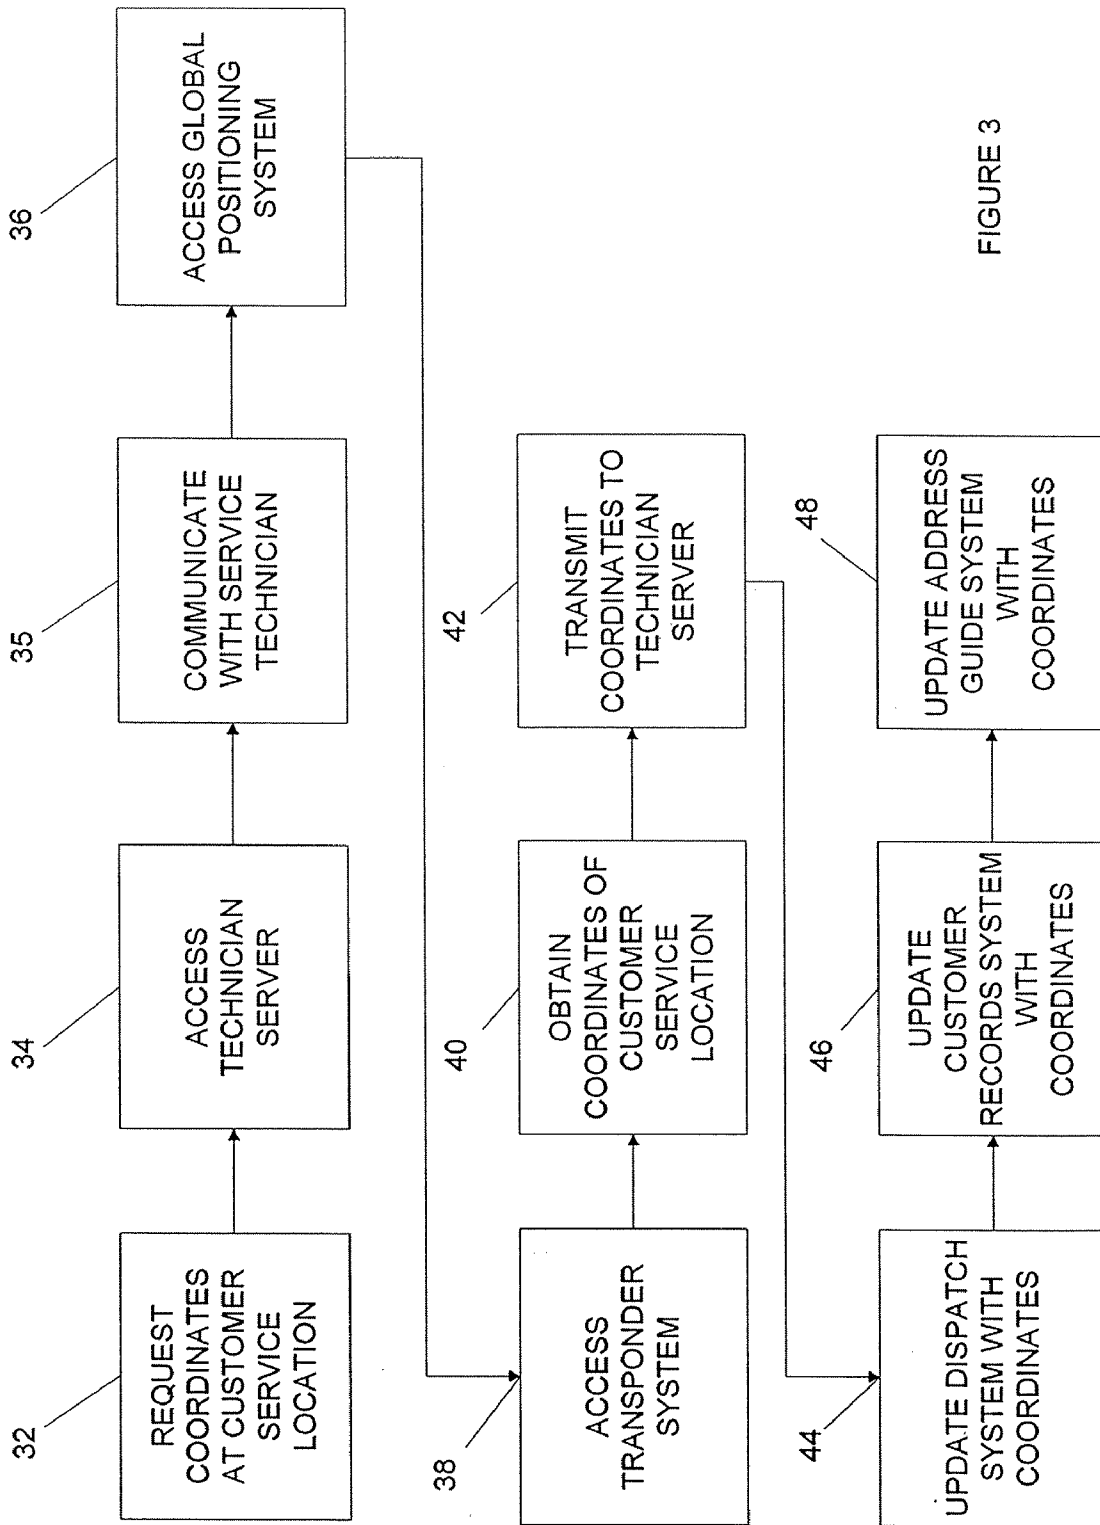 32
REQUEST
COORDINATES
AT CUSTOMER
SERVICE
LOCATION
34
ACCESS
TECHNICIAN
SERVER
35
COMMUNICATE
WITH SERVICE
TECHNICIAN
36
ACCESS GLOBAL
POSITIONING
SYSTEM
38
ACCESS
TRANSPONDER
SYSTEM
40
OBTAIN
COORDINATES OF
CUSTOMER
SERVICE
LOCATION
42
TRANSMIT
COORDINATES TO
TECHNICIAN
SERVER
44
UPDATE DISPATCH
SYSTEM WITH
COORDINATES
46
UPDATE
CUSTOMER
RECORDS SYSTEM
WITH
COORDINATES
48
UPDATE ADDRESS
GUIDE SYSTEM
WITH
COORDINATES
FIGURE 3